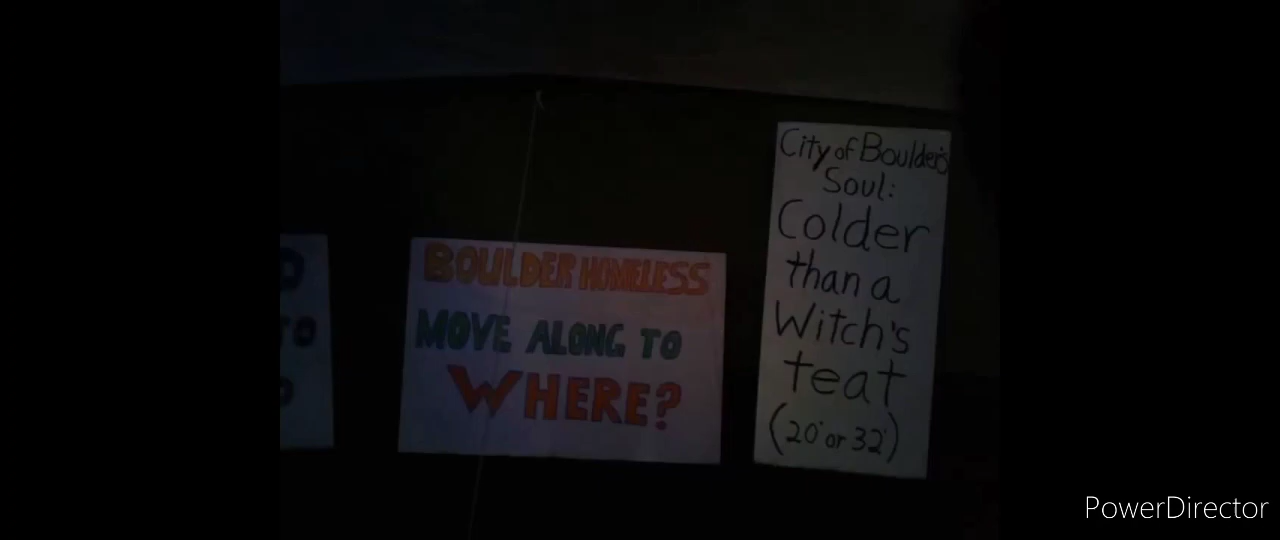 BOULDER HOMELESS
MOVE ALONG TO
WHERE?
City of Boulder's
Soul:
Colder
than a
Witch's
teat
(20° or 32°)
PowerDirector